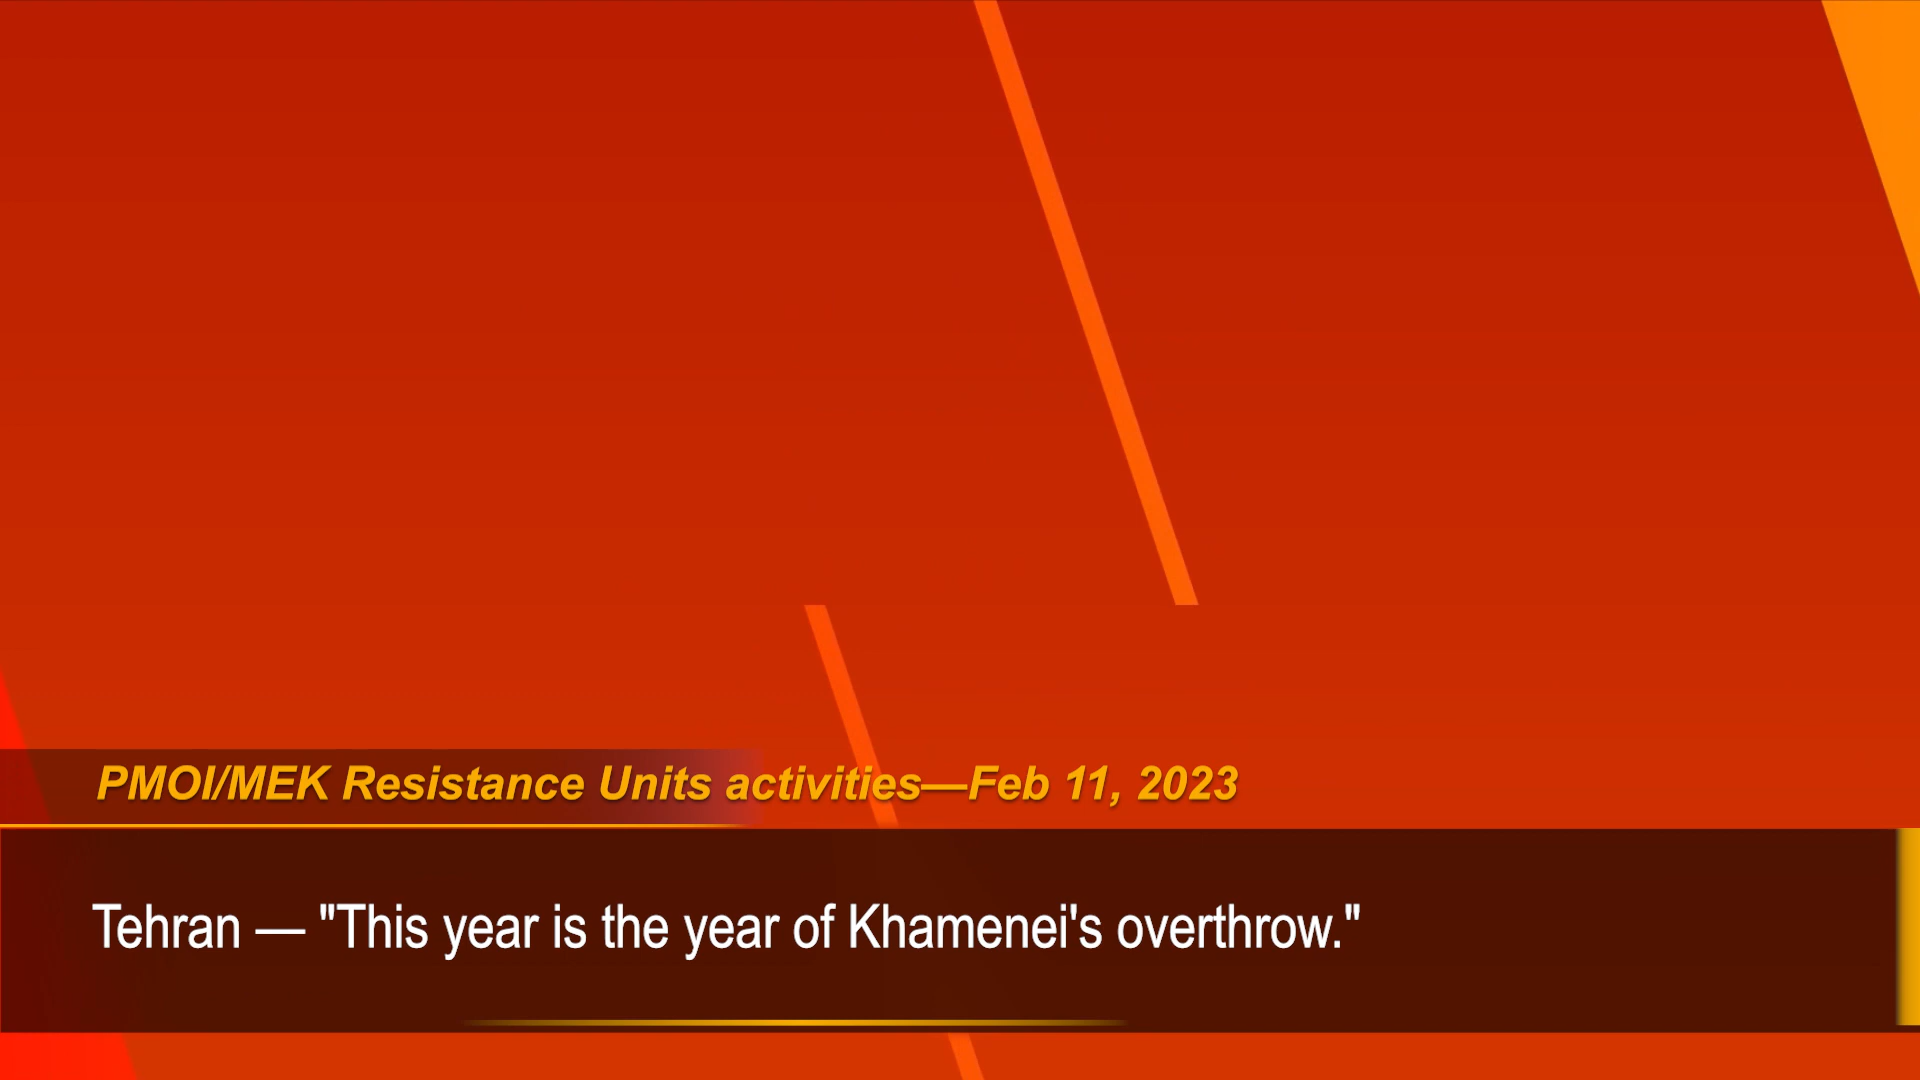 PMOI/MEK Resistance Units activities—Feb 11, 2023
Tehran — "This year is the year of Khamenei's overthrow."